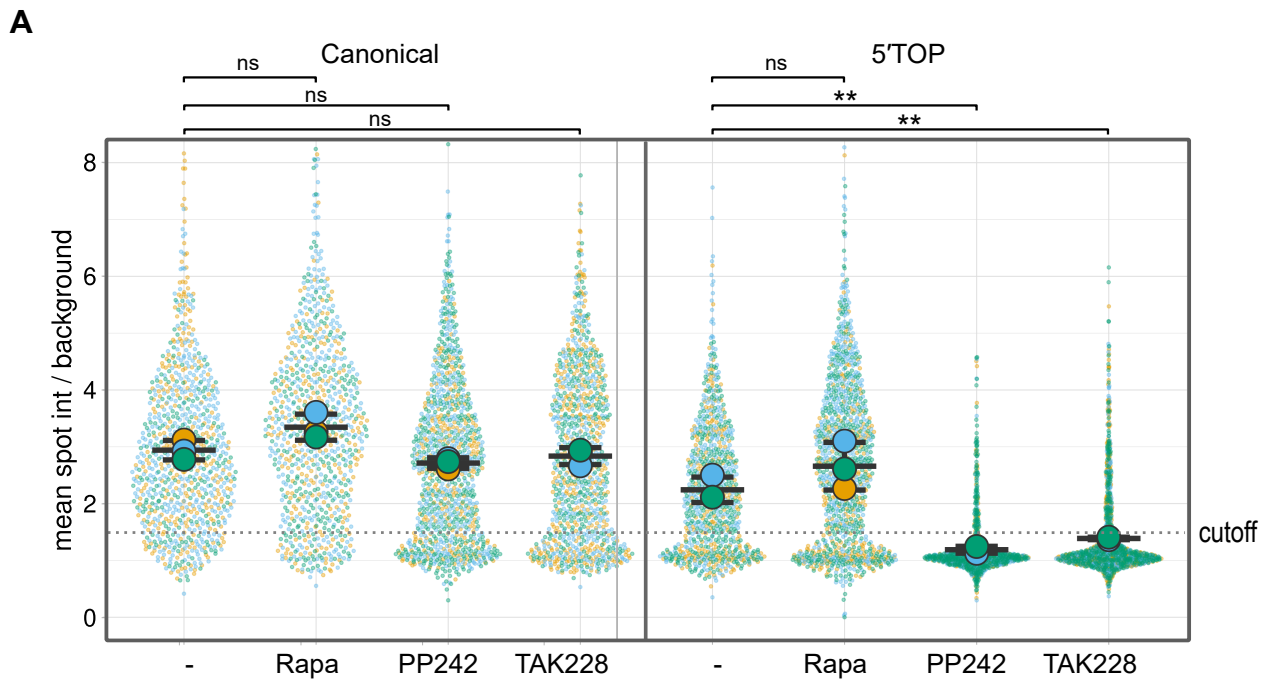 A
Canonical
5'TOP
ns
ns
ns
ns
**
**
mean spot int / background
8
6
4
2
0
cutoff
- Rapa PP242 TAK228 - Rapa PP242 TAK228